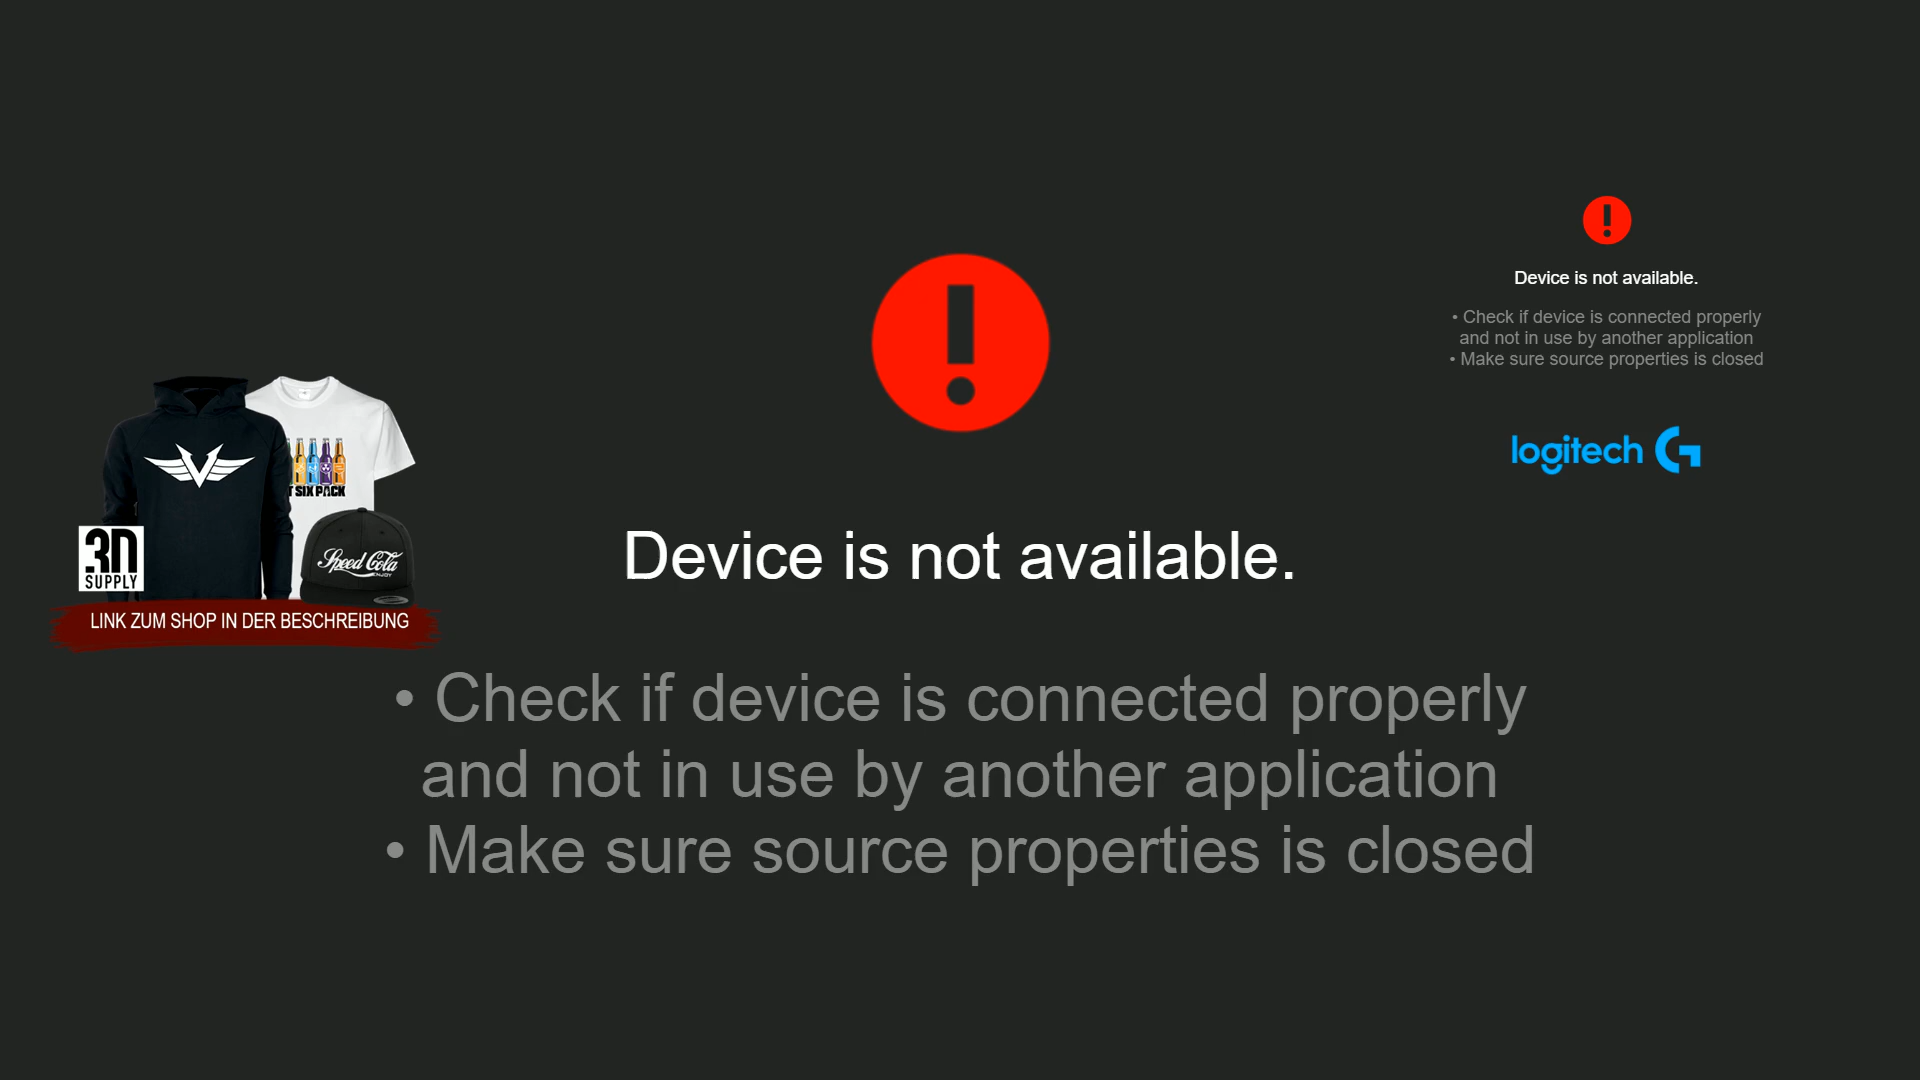 Device is not available.
• Check if device is connected properly
and not in use by another application
• Make sure source properties is closed
logitech G
T SIX PACK
3D
SUPPLY
Speed Cola
ENJOY
LINK ZUM SHOP IN DER BESCHREIBUNG
Device is not available.
• Check if device is connected properly
and not in use by another application
• Make sure source properties is closed